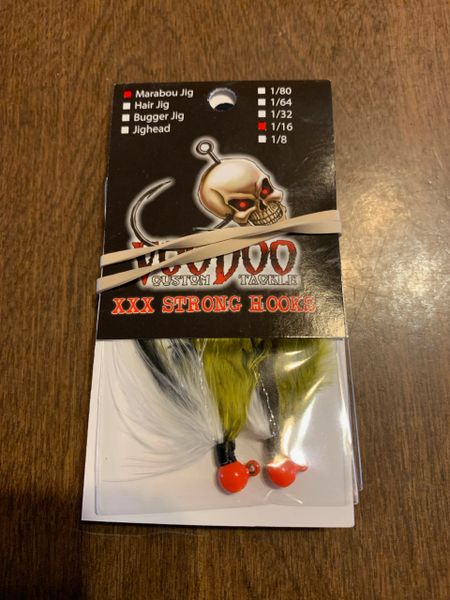 Marabou Jig
Hair Jig
Bugger Jig
Jighead
1/80
1/64
1/32
1/16
1/8
VOODOO
CUSTOM TACKLE
XXX STRONG HOOKS